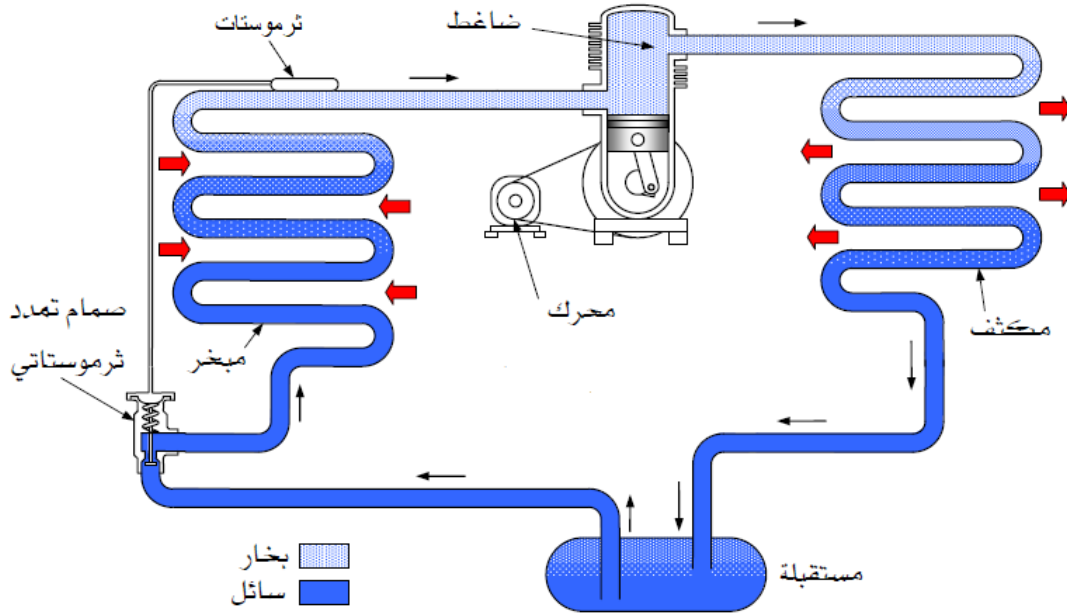 ضاغط
ثرموستات
محرك
مكثف
صمام تمدد
ثرموستاتي
مبخر
مستقبلة
بخار
سائل